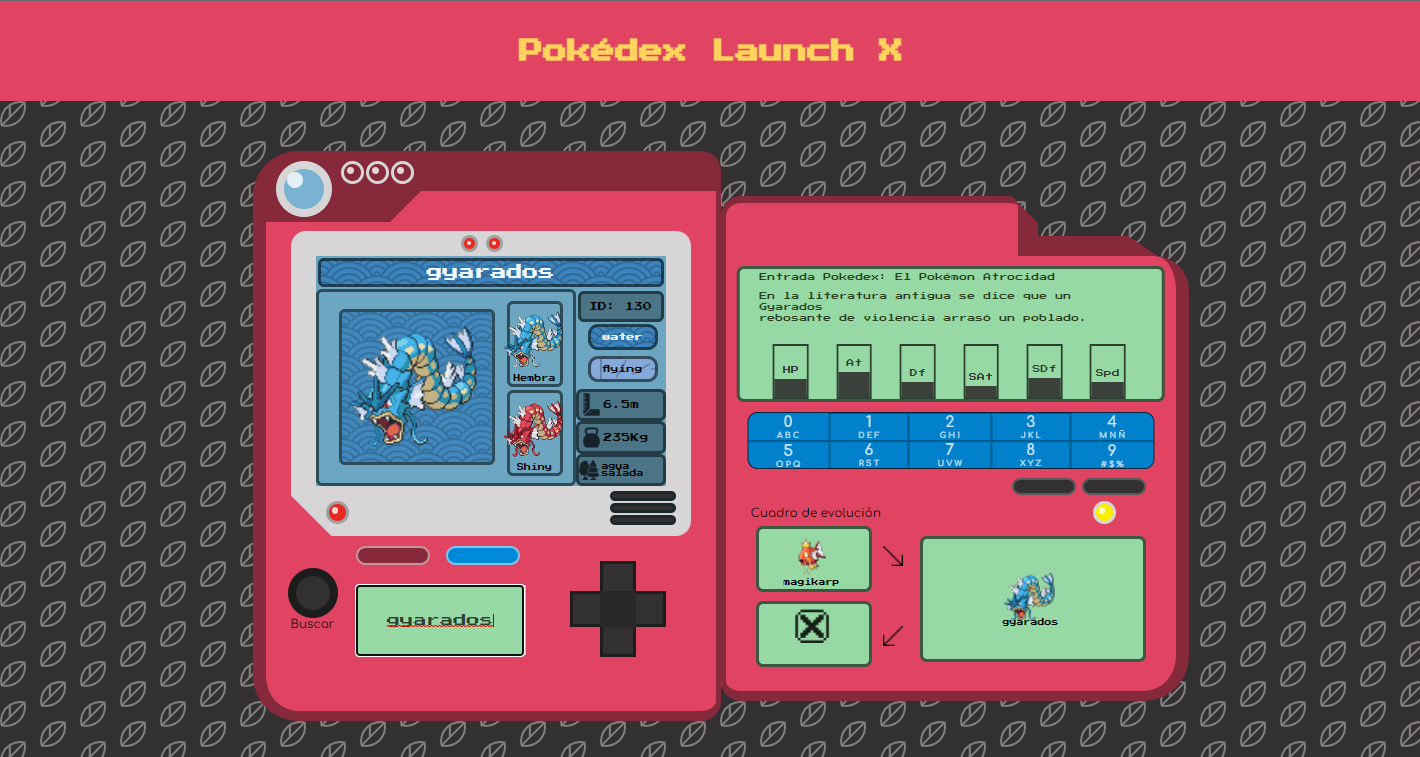 Pokédex Launch X
gyarados
ID: 130
water
flying
Hembra
6.5m
235Kg
Shiny
agua
salada
Buscar
gyarados
Entrada Pokedex: El Pokémon Atrocidad
En la literatura antigua se dice que un
Gyarados
rebosante de violencia arrasó un poblado.
HP At Df SAt SDf Spd
0 1 2 3 4
ABC DEF GHI JKL MNÑ
5 6 7 8 9
OPQ RST UVW XYZ #$%
Cuadro de evolución
magikarp
gyarados